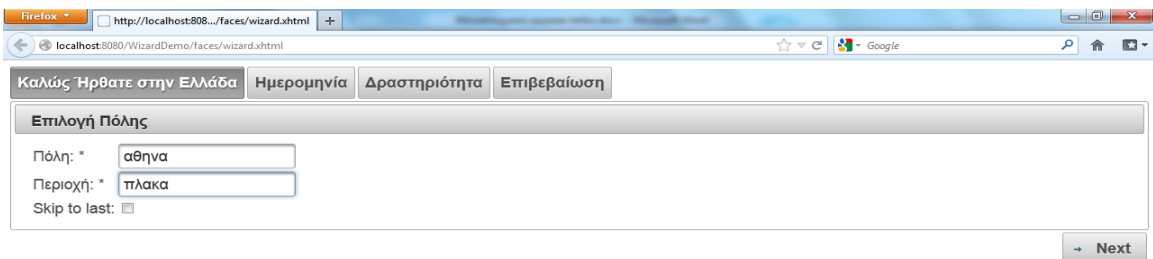 Firefox
http://localhost:808.../faces/wizard.xhtml
localhost:8080/WizardDemo/faces/wizard.xhtml
Google
Καλώς Ήρθατε στην Ελλάδα Ημερομηνία Δραστηριότητα Επιβεβαίωση
Επιλογή Πόλης
Πόλη: * αθηνα
Περιοχή: * πλακα
Skip to last:
Next